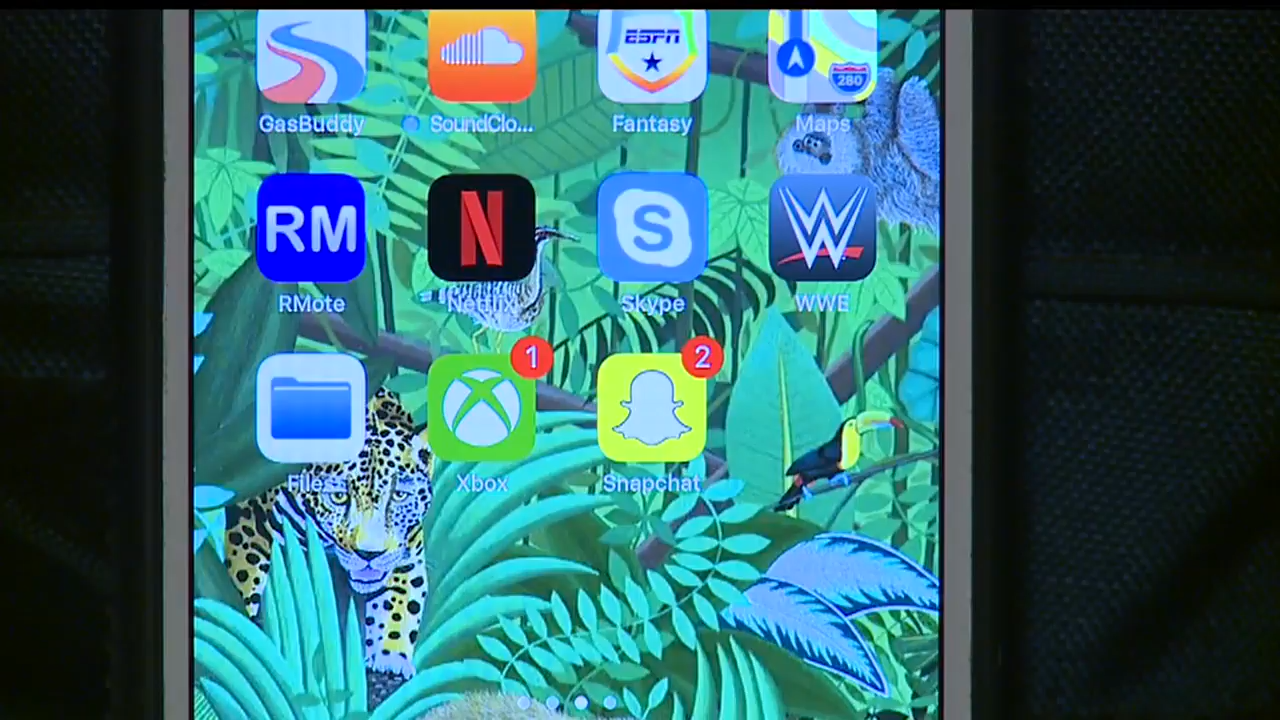 ESPN
280
GasBuddy
SoundClo...
Fantasy
Maps
RM
N
S
W
RMote
Netflix
Skype
WWE
1
2
Files
Xbox
Snapchat